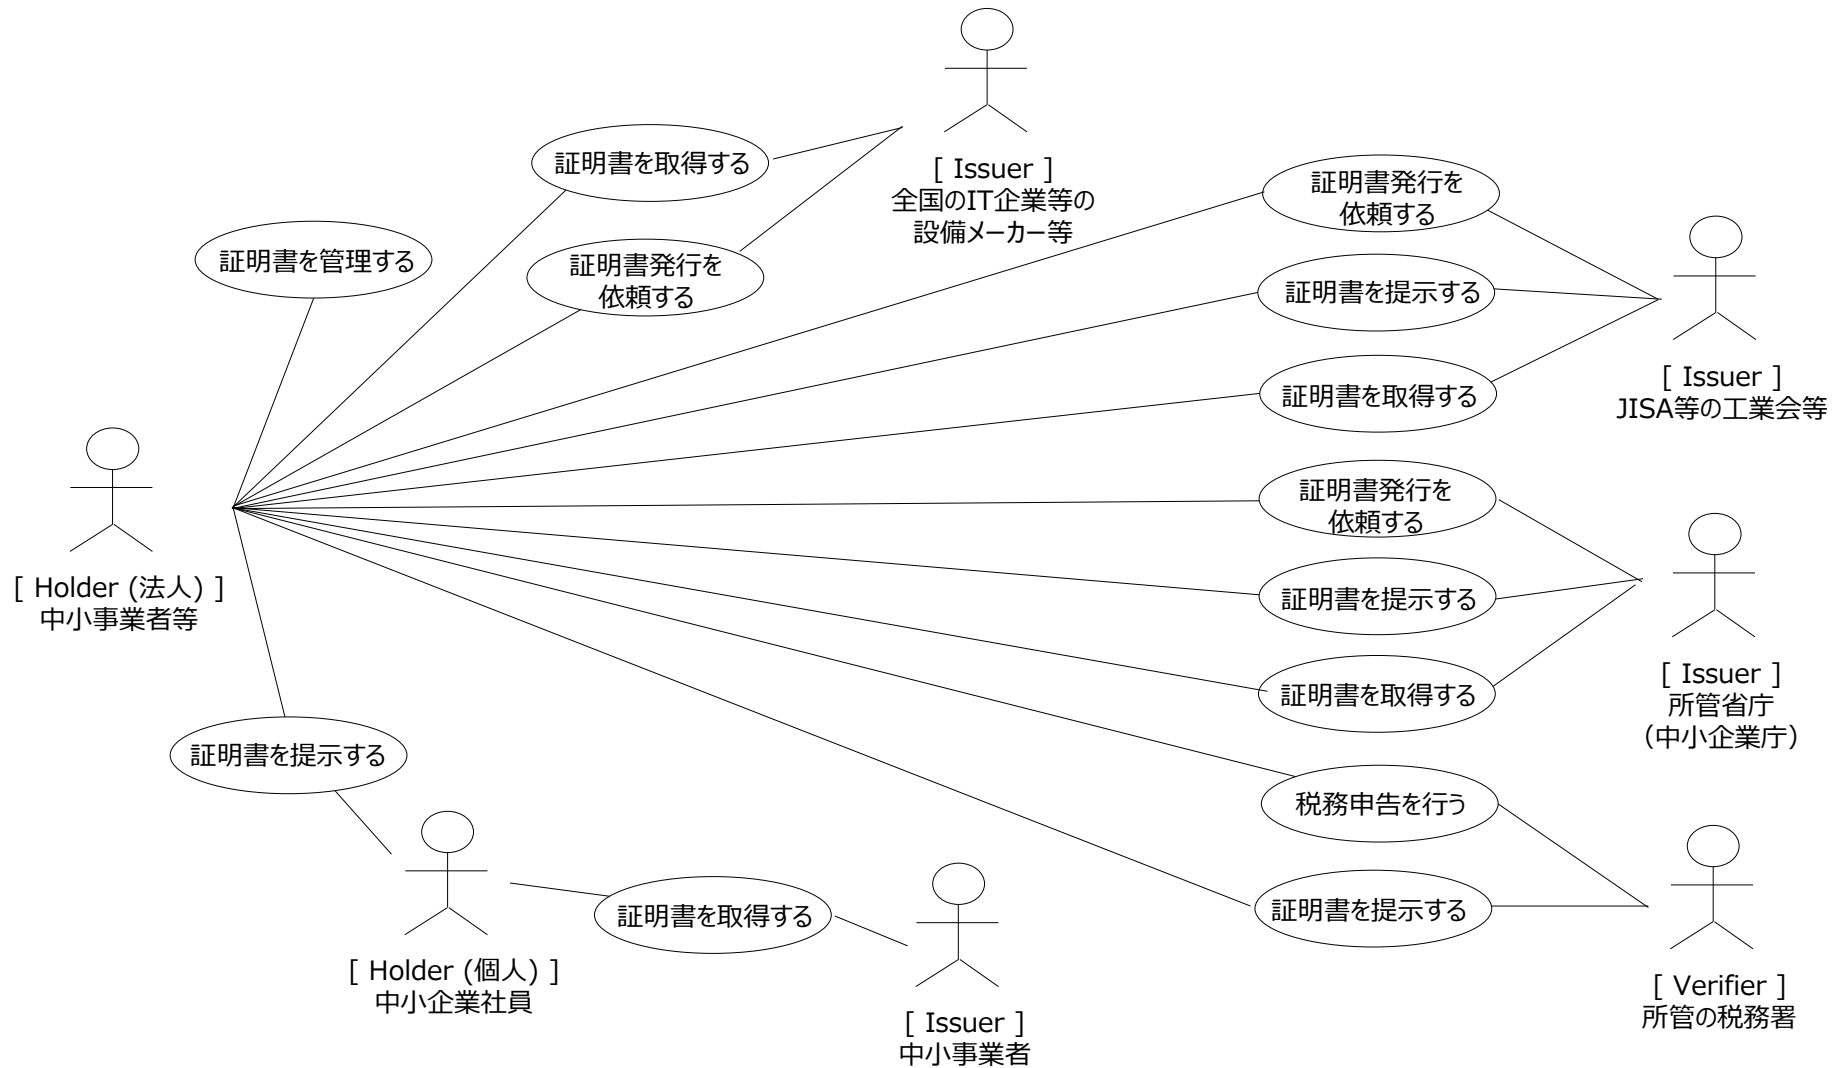 [ Issuer ]
全国のIT企業等の
設備メーカー等
証明書を取得する
証明書発行を
依頼する
証明書を管理する
証明書発行を
依頼する
証明書を提示する
証明書を取得する
[ Issuer ]
JISA等の工業会等
[ Holder (法人) ]
中小事業者等
証明書発行を
依頼する
証明書を提示する
証明書を取得する
[ Issuer ]
所管省庁
（中小企業庁）
証明書を提示する
税務申告を行う
証明書を提示する
[ Verifier ]
所管の税務署
[ Holder (個人) ]
中小企業社員
証明書を取得する
[ Issuer ]
中小事業者